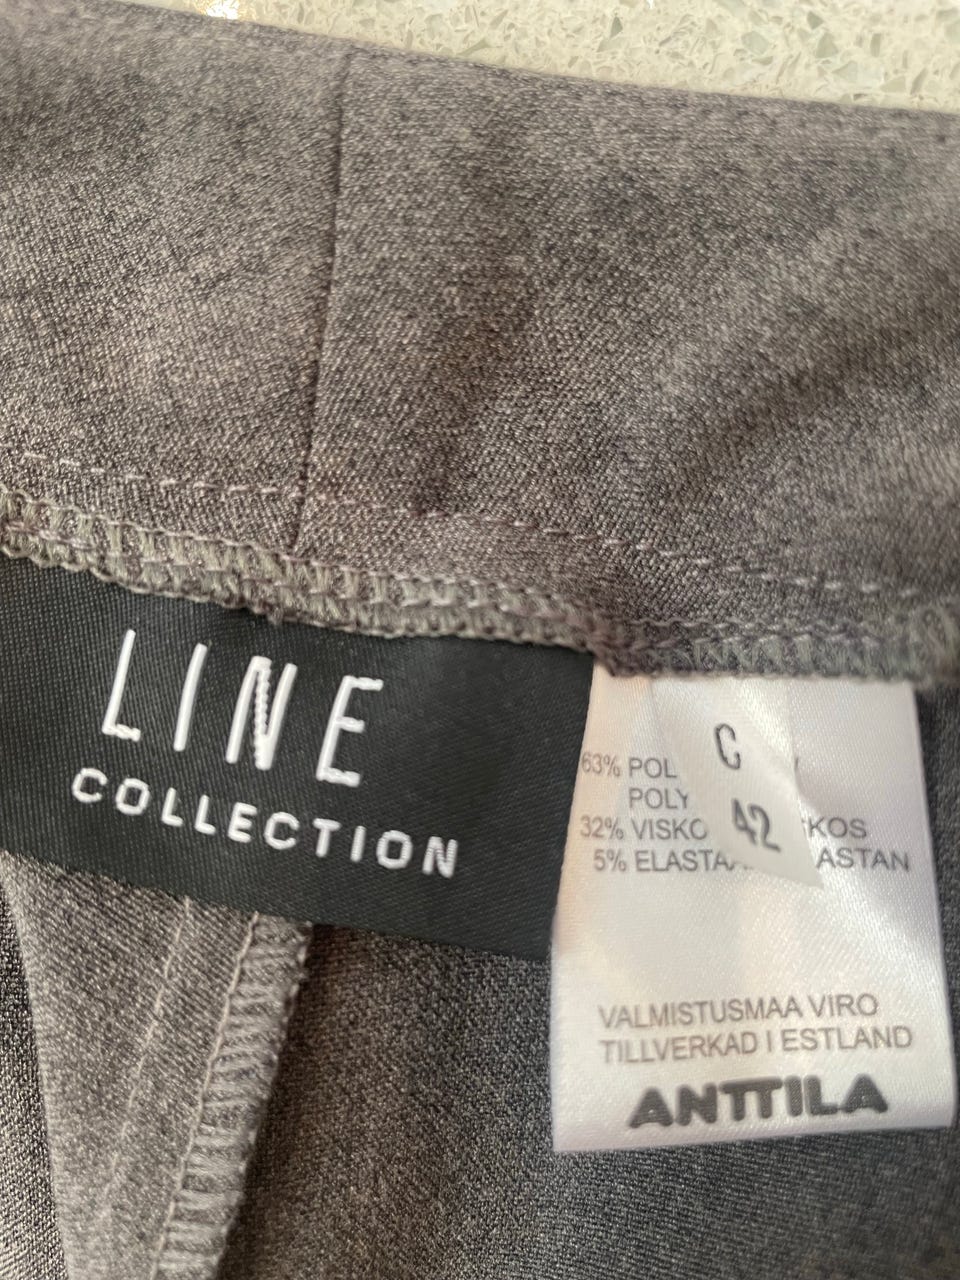 LINE
COLLECTION
C
42
63% POL
POLY
32% VISKO KOS
5% ELASTA ASTAN
VALMISTUSMAA VIRO
TILLVERKAD I ESTLAND
ANTTILA